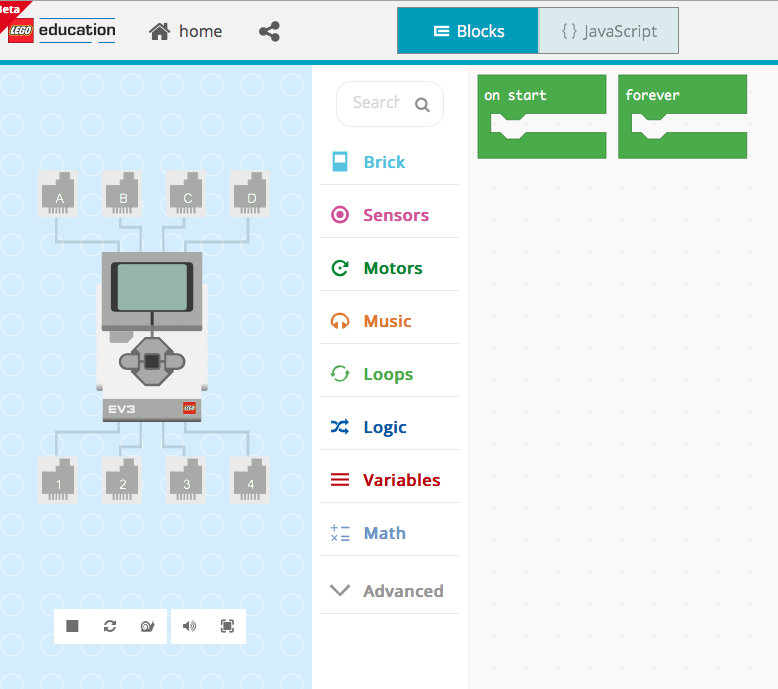 Beta
LEGO education
home
Blocks
{ } JavaScript
Search
on start
forever
Brick
Sensors
Motors
Music
Loops
Logic
Variables
Math
Advanced
A B C D
EV3 LEGO
1 2 3 4